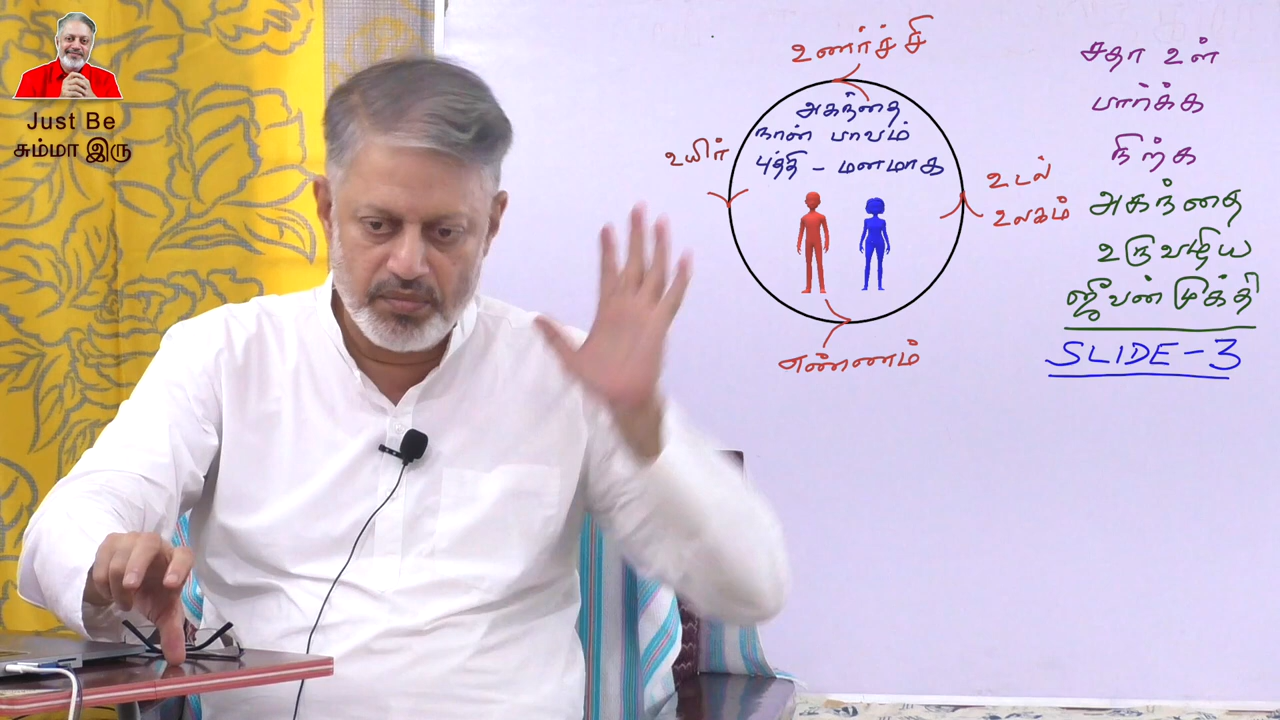 Just Be
சும்மா இரு
உணர்ச்சி
அகந்தை
நான் பாவம்
புத்தி - மனமாக
உயிர்
உடல்
உலகம்
எண்ணம்
சதா உள்
பார்க்க
நிற்க
அகந்தை
உருவழிய
ஜீவன் முக்தி
SLIDE-3